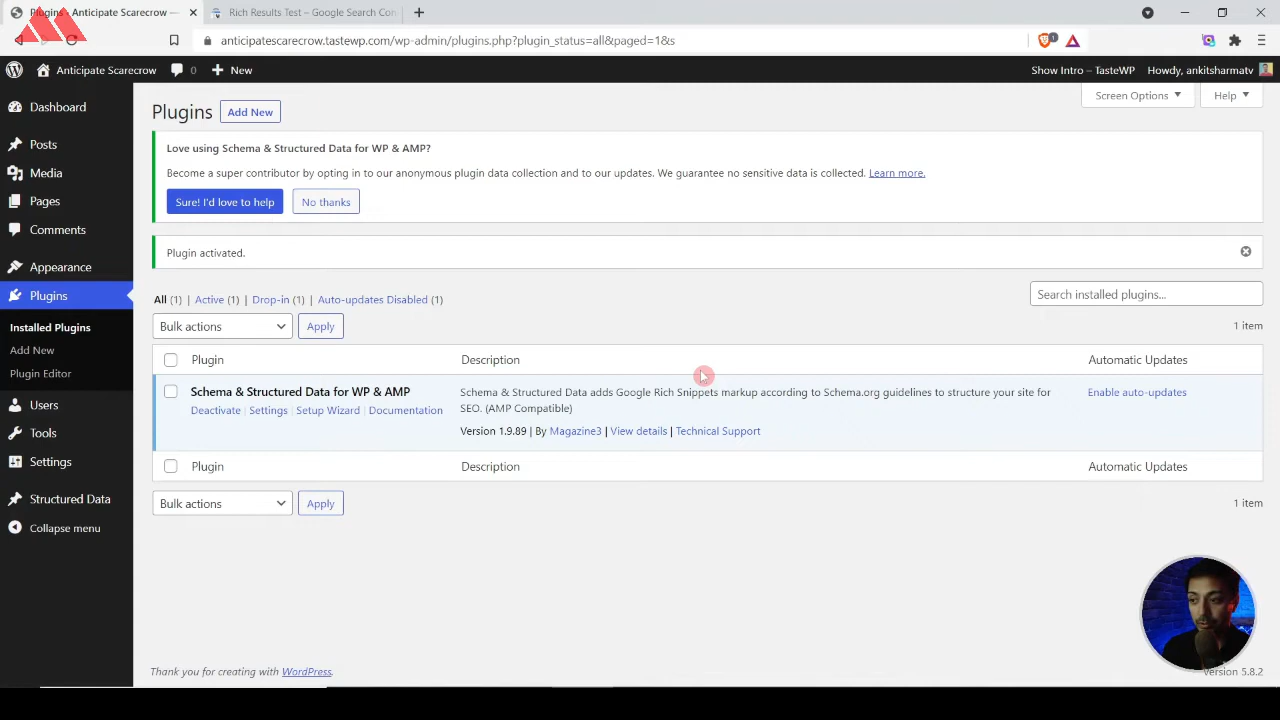 Plugins · Anticipate Scarecrow —
Rich Results Test – Google Search Con
anticipatescarecrow.tastewp.com/wp-admin/plugins.php?plugin_status=all&paged=1&s
1
Anticipate Scarecrow
0
New
Show Intro – TasteWP
Howdy, ankitsharmatv
Dashboard
Posts
Media
Pages
Comments
Appearance
Plugins
Installed Plugins
Add New
Plugin Editor
Users
Tools
Settings
Structured Data
Collapse menu
Screen Options
Help
Plugins
Add New
Love using Schema & Structured Data for WP & AMP?
Become a super contributor by opting in to our anonymous plugin data collection and to our updates. We guarantee no sensitive data is collected. Learn more.
Sure! I'd love to help
No thanks
Plugin activated.
All (1) | Active (1) | Drop-in (1) | Auto-updates Disabled (1)
Search installed plugins...
Bulk actions
Apply
1 item
Plugin
Description
Automatic Updates
Schema & Structured Data for WP & AMP
Deactivate | Settings | Setup Wizard | Documentation
Schema & Structured Data adds Google Rich Snippets markup according to Schema.org guidelines to structure your site for
SEO. (AMP Compatible)
Version 1.9.89 | By Magazine3 | View details | Technical Support
Enable auto-updates
Plugin
Description
Automatic Updates
Bulk actions
Apply
1 item
Thank you for creating with WordPress.
Version 5.8.2